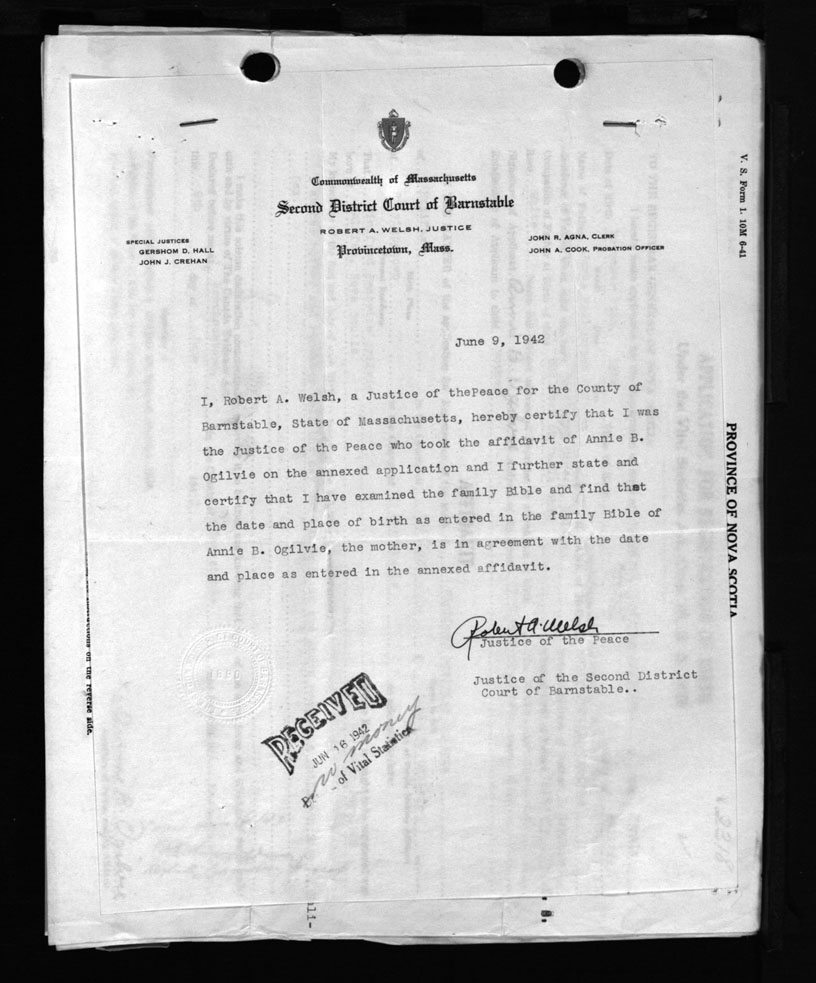 Commonwealth of Massachusetts
Second District Court of Barnstable
ROBERT A. WELSH, JUSTICE
Provincetown, Mass.
SPECIAL JUSTICES
GERSHOM D. HALL
JOHN J. CREHAN
JOHN R. AGNA, CLERK
JOHN A. COOK, PROBATION OFFICER
June 9, 1942
I, Robert A. Welsh, a Justice of thePeace for the County of
Barnstable, State of Massachusetts, hereby certify that I was
the Justice of the Peace who took the affidavit of Annie B.
Ogilvie on the annexed application and I further state and
certify that I have examined the family Bible and find that
the date and place of birth as entered in the family Bible of
Annie B. Ogilvie, the mother, is in agreement with the date
and place as entered in the annexed affidavit.
Robert A. Welsh
Justice of the Peace
Justice of the Second District
Court of Barnstable..
RECEIVED
JUN 16 1942
no money
of Vital Statistics
V. S. Form 1. 10M 6-41
PROVINCE OF NOVA SCOTIA
on the reverse side.